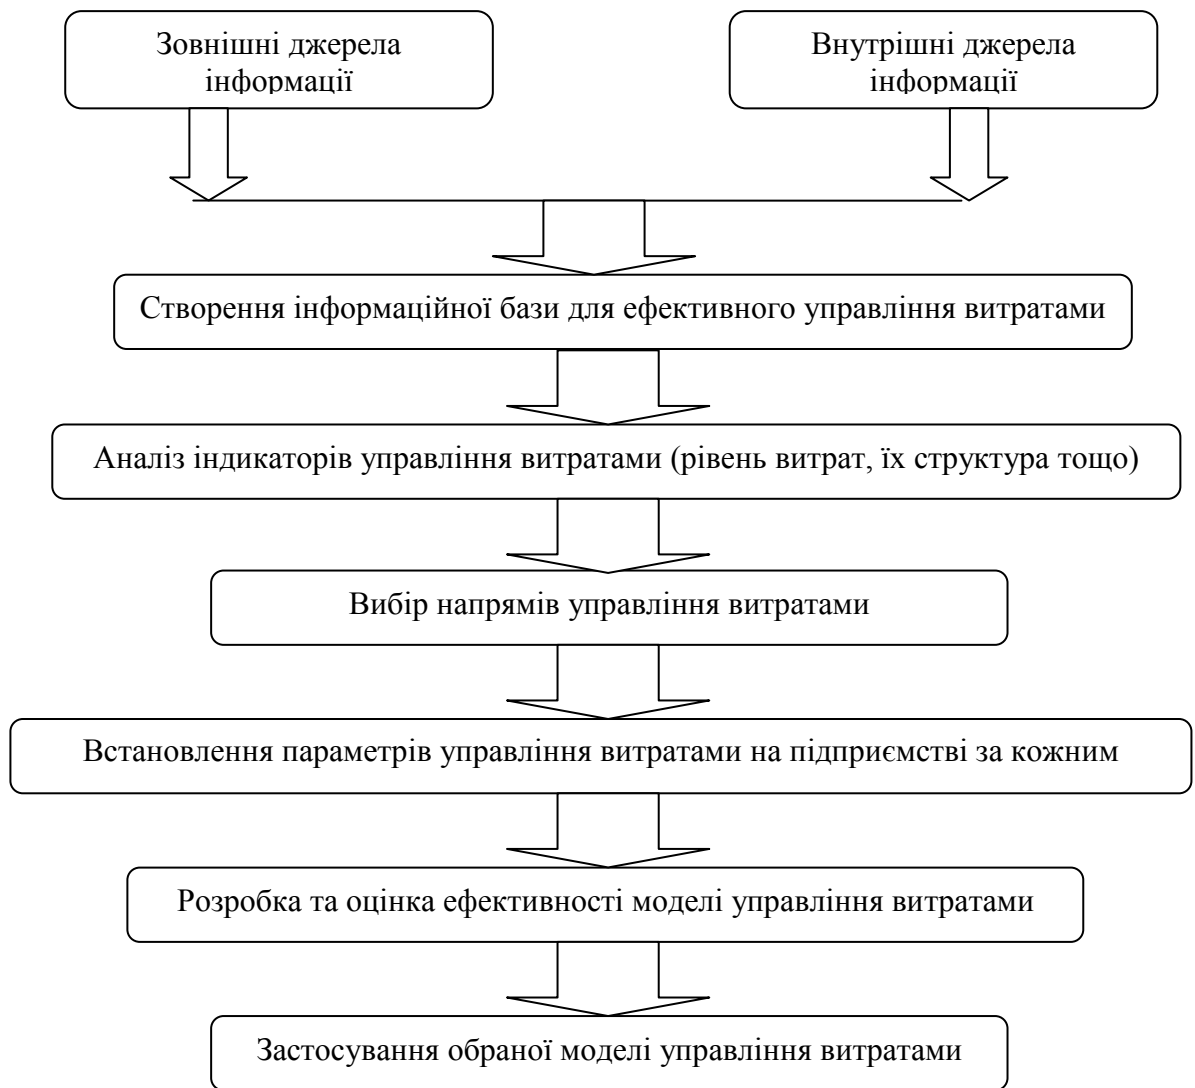 Зовнішні джерела
інформації
Внутрішні джерела
інформації
Створення інформаційної бази для ефективного управління витратами
Аналіз індикаторів управління витратами (рівень витрат, їх структура тощо)
Вибір напрямів управління витратами
Встановлення параметрів управління витратами на підприємстві за кожним
Розробка та оцінка ефективності моделі управління витратами
Застосування обраної моделі управління витратами